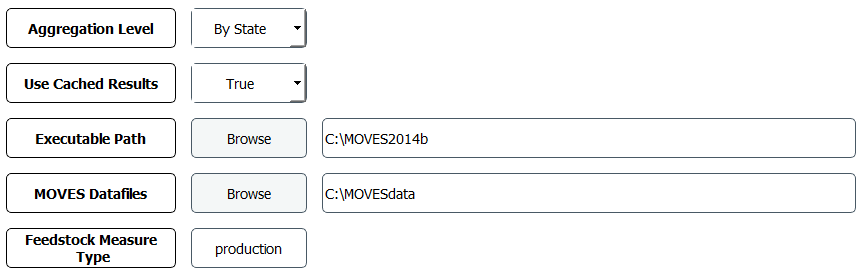 Aggregation Level By State
Use Cached Results True
Executable Path Browse C:\MOVES2014b
MOVES Datafiles Browse C:\MOVESdata
Feedstock Measure
Type production